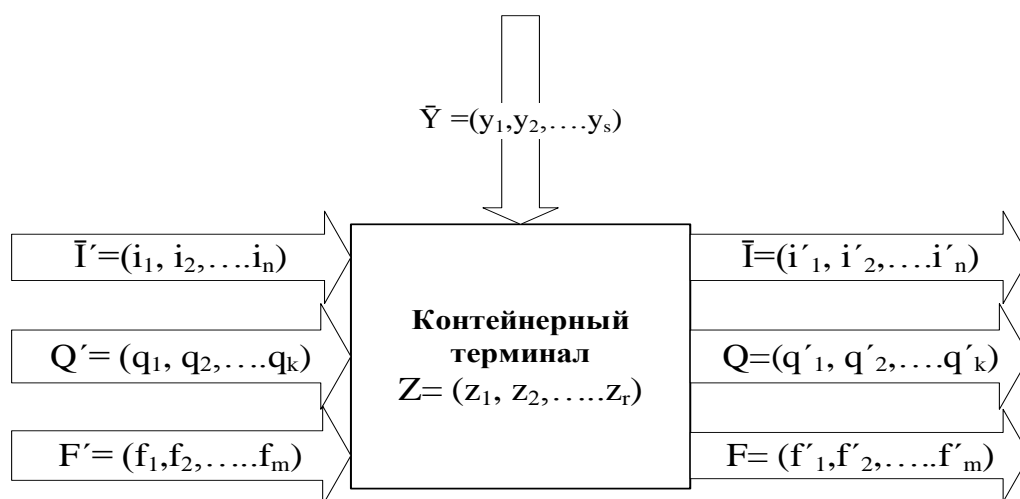 Ȳ =(y₁,y₂,….yₛ)
Ī´=(i₁, i₂,….iₙ)
Ī=(i´₁, i´₂,….i´ₙ)
Контейнерный
терминал
Q´= (q₁, q₂,….qₖ)
Q=(q´₁, q´₂,….q´ₖ)
Z= (z₁, z₂,…..zᵣ)
F´= (f₁,f₂,…..fₘ)
F= (f´₁,f´₂,…..f´ₘ)